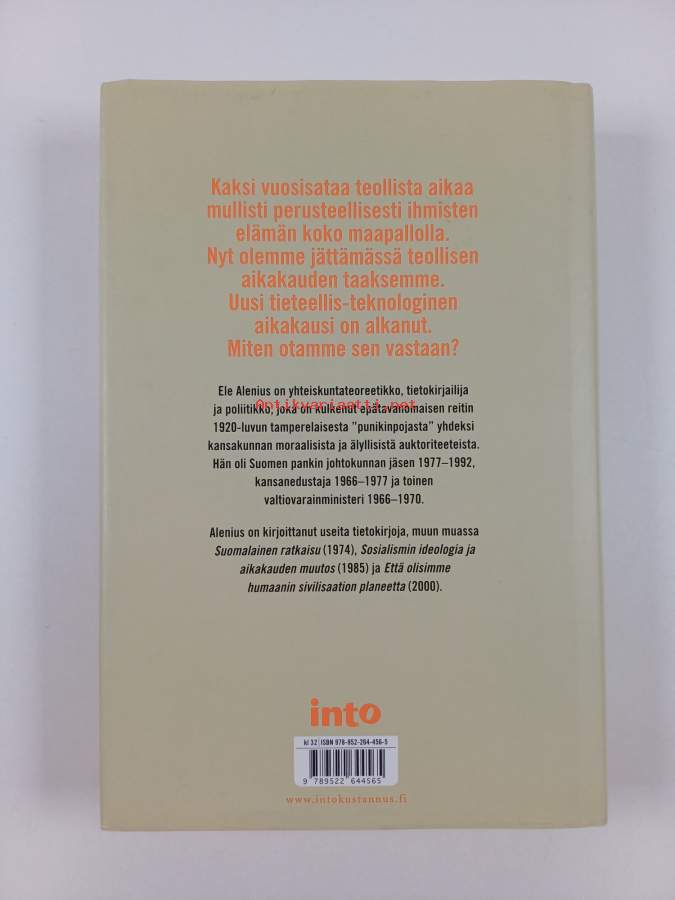 Kaksi vuosisataa teollista aikaa
mullisti perusteellisesti ihmisten
elämän koko maapallolla.
Nyt olemme jättämässä teollisen
aikakauden taaksemme.
Uusi tieteellis-teknologinen
aikakausi on alkanut.
Miten otamme sen vastaan?
Ele Alenius on yhteiskuntateoreetikko, tietokirjailija
Optikvariaatti.net
ja poliitikko, joka on kulkenut epätavanomaisen reitin
1920-luvun tamperelaisesta "punikinpojasta" yhdeksi
kansakunnan moraalisista ja älyllisistä auktoriteeteista.
Hän oli Suomen pankin johtokunnan jäsen 1977–1992,
kansanedustaja 1966–1977 ja toinen
valtiovarainministeri 1966–1970.
Alenius on kirjoittanut useita tietokirjoja, muun muassa
Suomalainen ratkaisu (1974), Sosialismin ideologia ja
aikakauden muutos (1985) ja Että olisimme
humaanin sivilisaation planeetta (2000).
into
kl 32 ISBN 978-952-264-456-5
9 789522 644565
www.intokustannus.fi